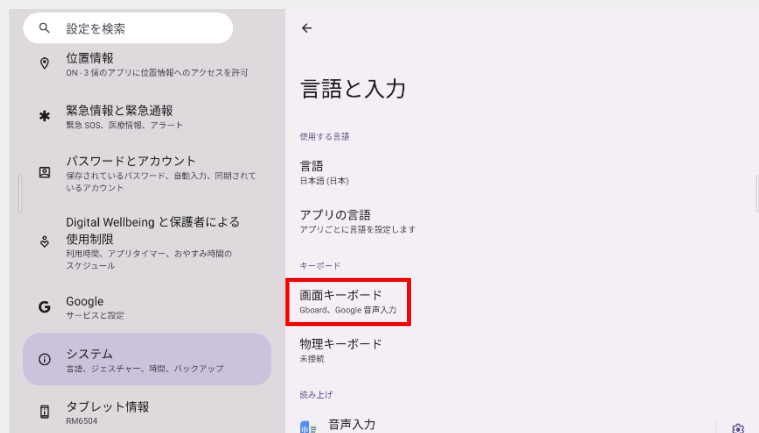 設定を検索
位置情報
ON - 3 個のアプリに位置情報へのアクセスを許可
緊急情報と緊急通報
緊急 SOS、医療情報、アラート
パスワードとアカウント
保存されているパスワード、自動入力、同期されて
いるアカウント
Digital Wellbeing と保護者による
使用制限
利用時間、アプリタイマー、おやすみ時間の
スケジュール
Google
サービスと設定
システム
言語、ジェスチャー、時間、バックアップ
タブレット情報
RM6504
言語と入力
使用する言語
言語
日本語 (日本)
アプリの言語
アプリごとに言語を設定します
キーボード
画面キーボード
Gboard、Google 音声入力
物理キーボード
未接続
読み上げ
音声入力